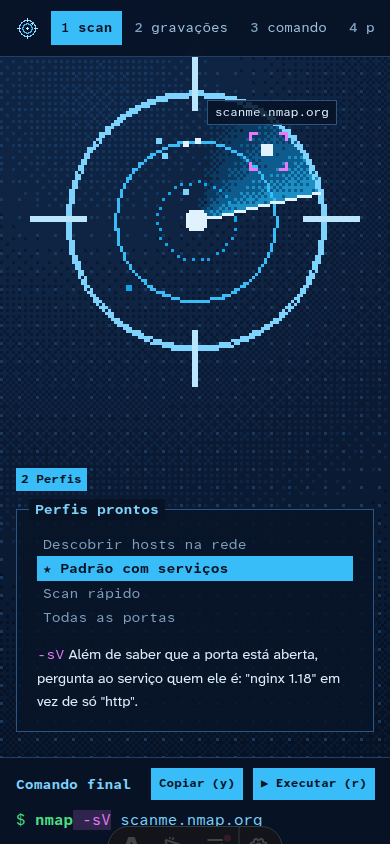 1 scan 2 gravações 3 comando 4 p
scanme.nmap.org
2 Perfis
Perfis prontos
Descobrir hosts na rede
★ Padrão com serviços
Scan rápido
Todas as portas
-sV Além de saber que a porta está aberta,
pergunta ao serviço quem ele é: "nginx 1.18" em
vez de só "http".
Comando final
Copiar (y)
▶ Executar (r)
$ nmap -sV scanme.nmap.org